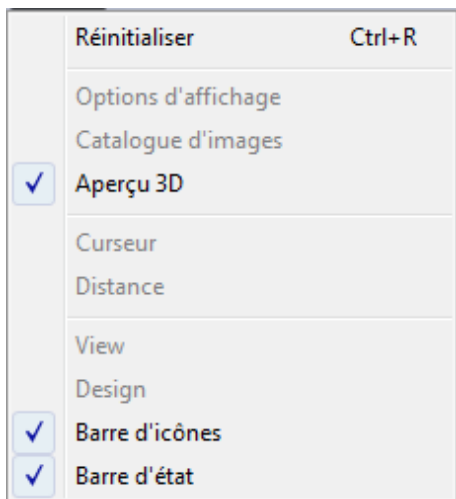 Réinitialiser Ctrl+R
Options d'affichage
Catalogue d'images
Aperçu 3D
Curseur
Distance
View
Design
Barre d'icônes
Barre d'état